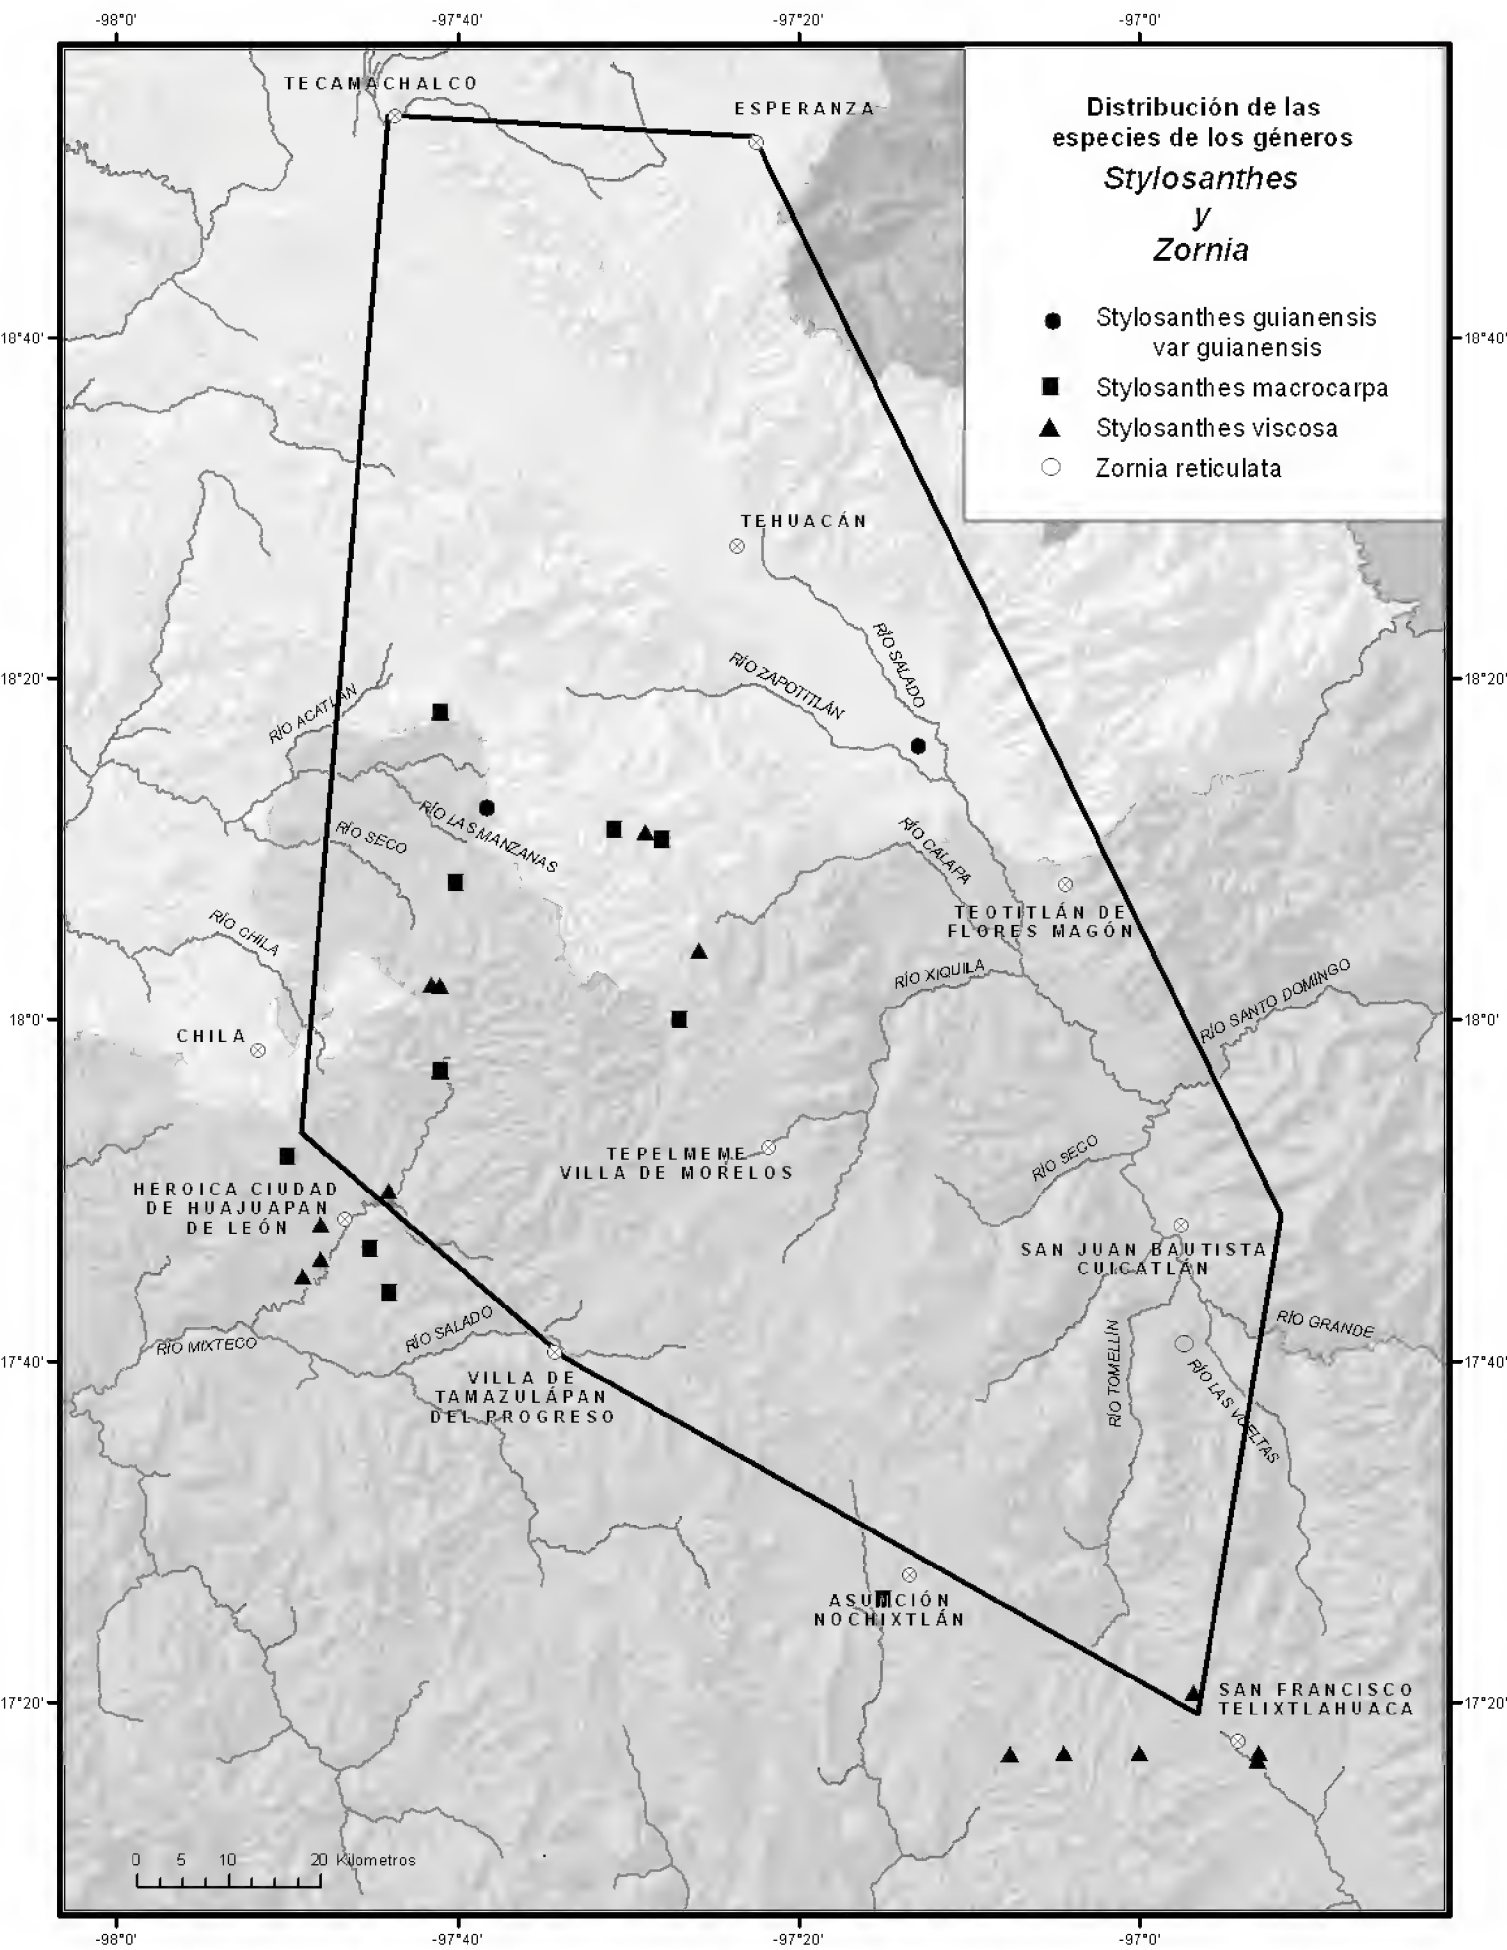 -98°0'
-97°40'
-97°20'
-97°0'
TECAMACHALCO
ESPERANZA
Distribución de las
especies de los géneros
Stylosanthes
y
Zornia
Stylosanthes guianensis
var guianensis
Stylosanthes macrocarpa
Stylosanthes viscosa
Zornia reticulata
18°40'
18°40'
TEHUACÁN
RÍO SALADO
RÍO ZAPOTITLÁN
18°20'
18°20'
RÍO ACATLÁN
RÍO LAS MANZANAS
RÍO SECO
RÍO CALAPA
TEOTITLÁN DE
FLORES MAGÓN
RÍO CHILA
RÍO XIQUILA
RÍO SANTO DOMINGO
18°0'
18°0'
CHILA
TEPELMEME
VILLA DE MORELOS
RÍO SECO
HEROICA CIUDAD
DE HUAJUAPAN
DE LEÓN
SAN JUAN BAUTISTA
CUICATLÁN
RÍO GRANDE
RÍO SALADO
RÍO MIXTECO
RÍO TOMELLÍN
RÍO LAS VUELTAS
17°40'
17°40'
VILLA DE
TAMAZULÁPAN
DEL PROGRESO
ASUNCIÓN
NOCHIXTLÁN
SAN FRANCISCO
TELIXTLAHUACA
17°20'
17°20'
0 5 10 20 Kilometros
-98°0'
-97°40'
-97°20'
-97°0'